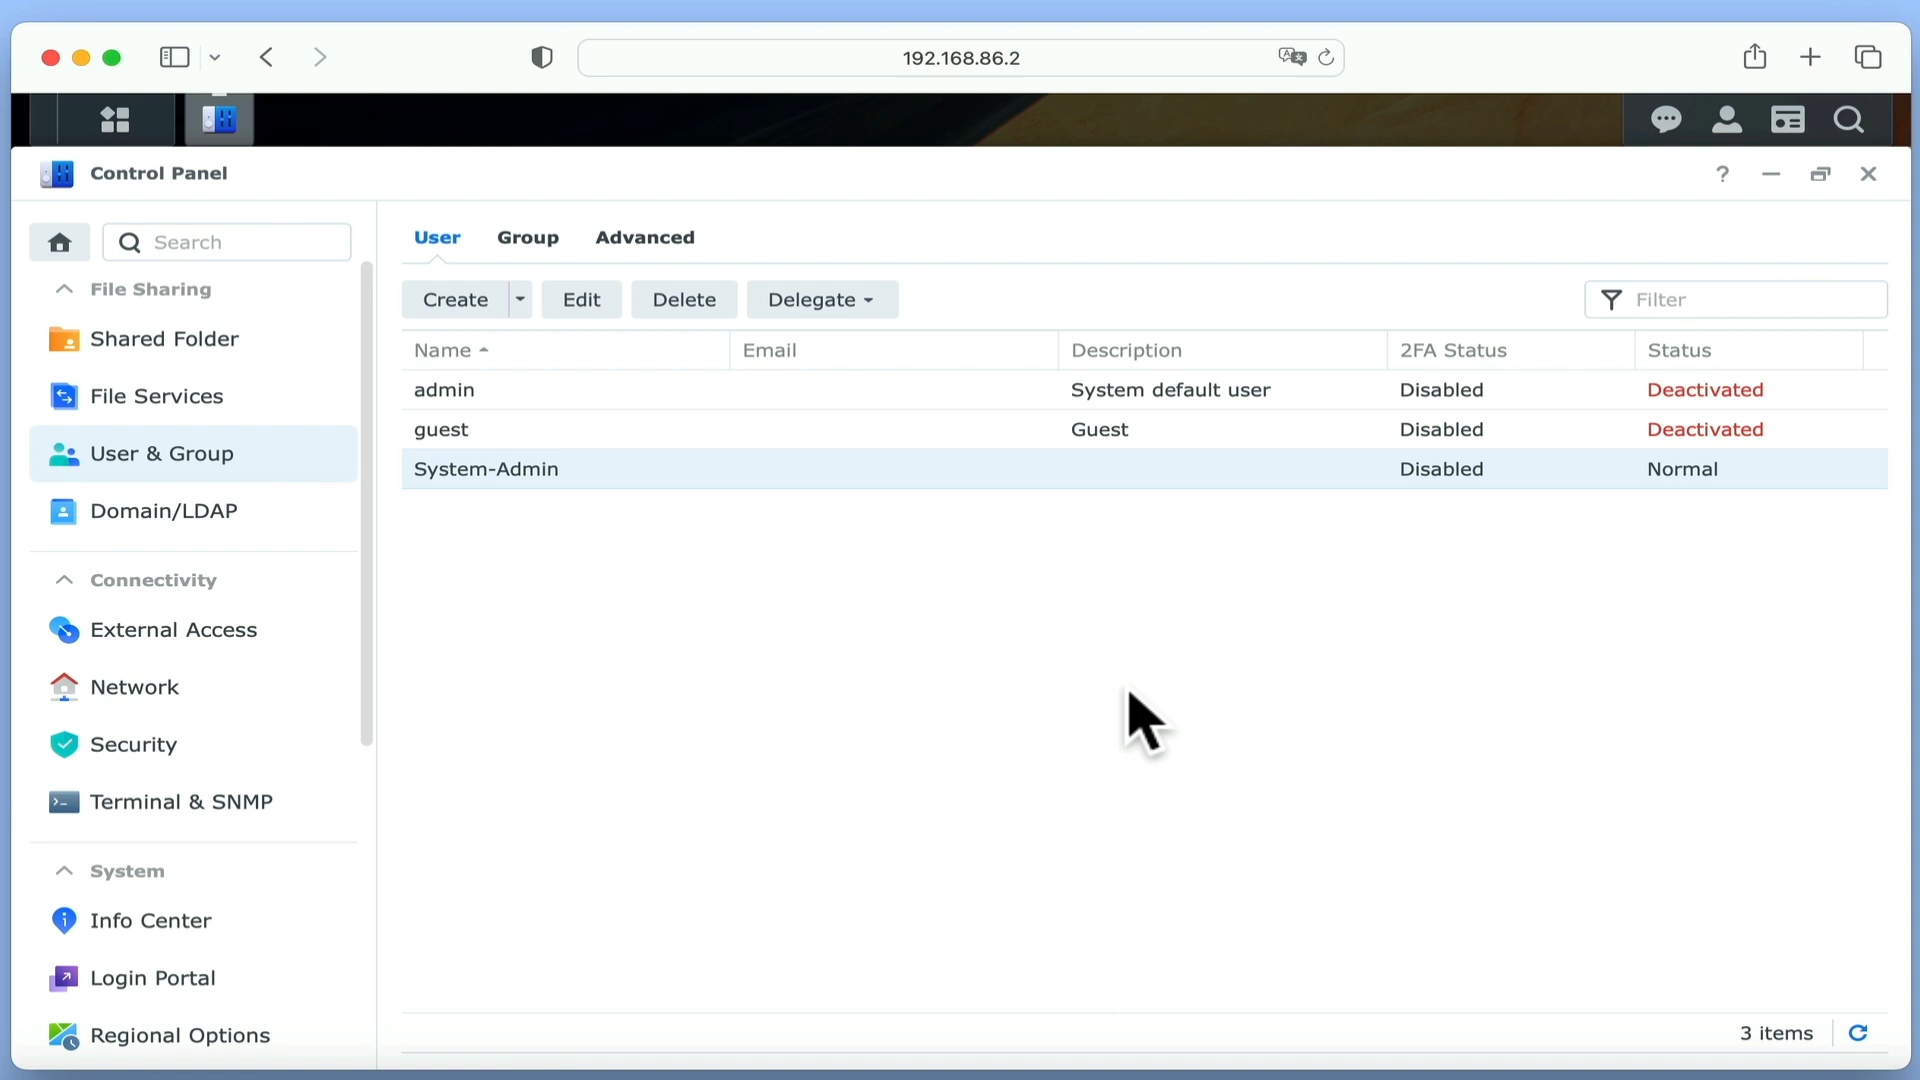 192.168.86.2
Control Panel
?
Search
File Sharing
Shared Folder
File Services
User & Group
Domain/LDAP
Connectivity
External Access
Network
Security
Terminal & SNMP
System
Info Center
Login Portal
Regional Options
User Group Advanced
Create Edit Delete Delegate Filter
Name Email Description 2FA Status Status
admin System default user Disabled Deactivated
guest Guest Disabled Deactivated
System-Admin Disabled Normal
3 items